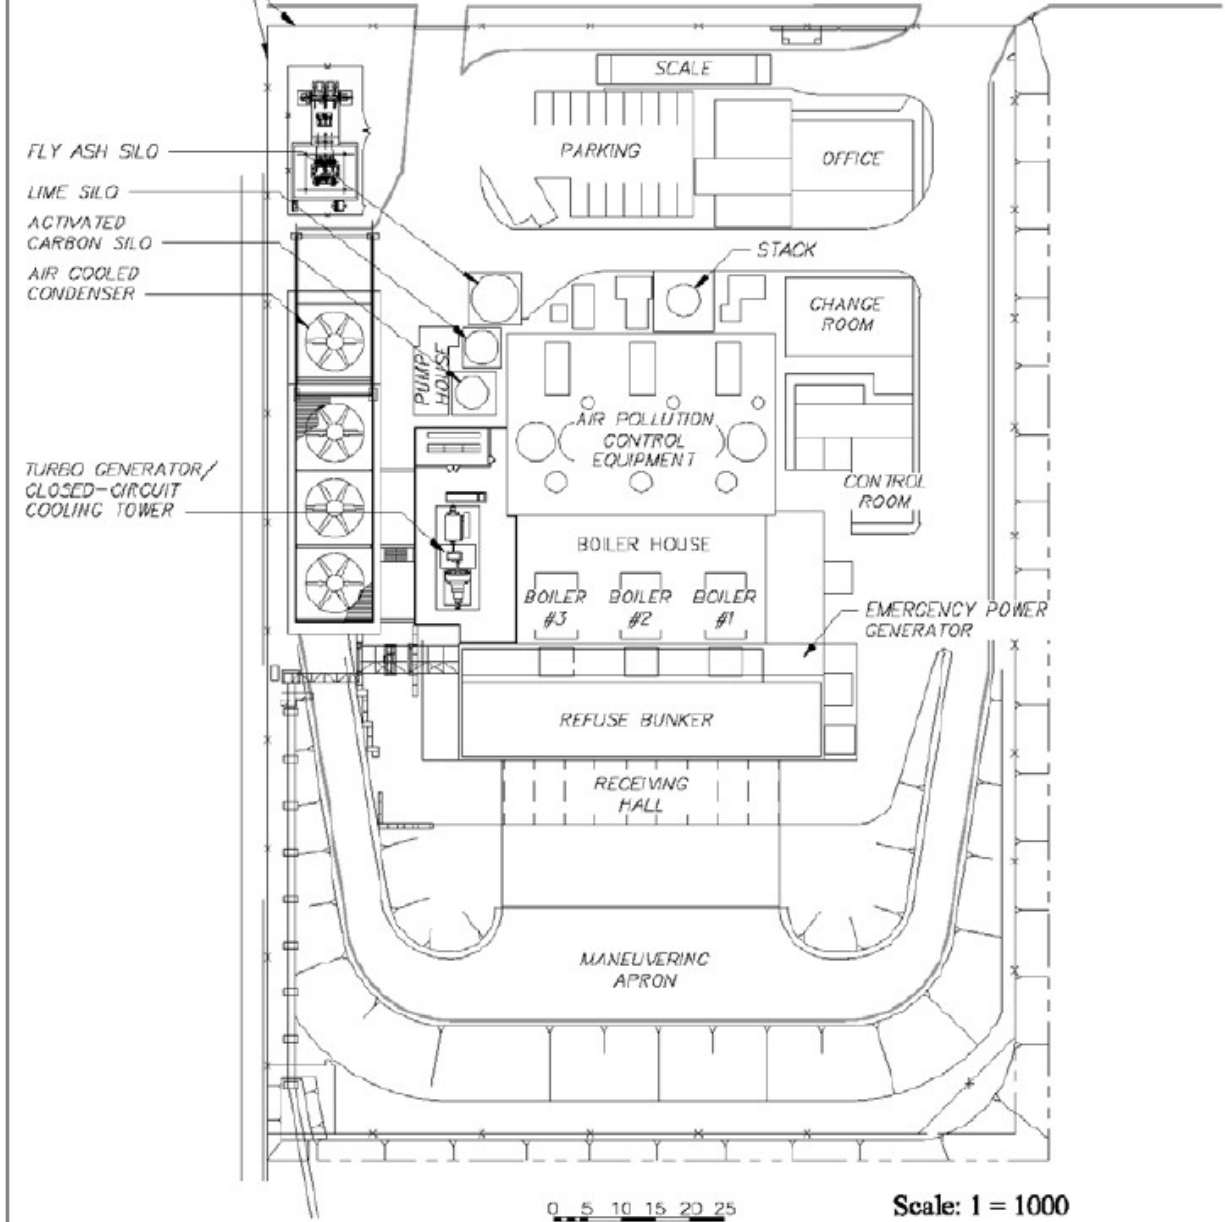 SCALE
FLY ASH SILO
PARKING
OFFICE
LIME SILO
ACTIVATED
CARBON SILO
STACK
AIR COOLED
CONDENSER
CHANGE
ROOM
PUMP
HOUSE
AIR POLLUTION
CONTROL
EQUIPMENT
TURBO GENERATOR/
CLOSED-CIRCUIT
COOLING TOWER
CONTROL
ROOM
BOILER HOUSE
BOILER
#3
BOILER
#2
BOILER
#1
EMERGENCY POWER
GENERATOR
REFUSE BUNKER
RECEIVING
HALL
MANEUVERING
APRON
0 5 10 15 20 25
Scale: 1 = 1000